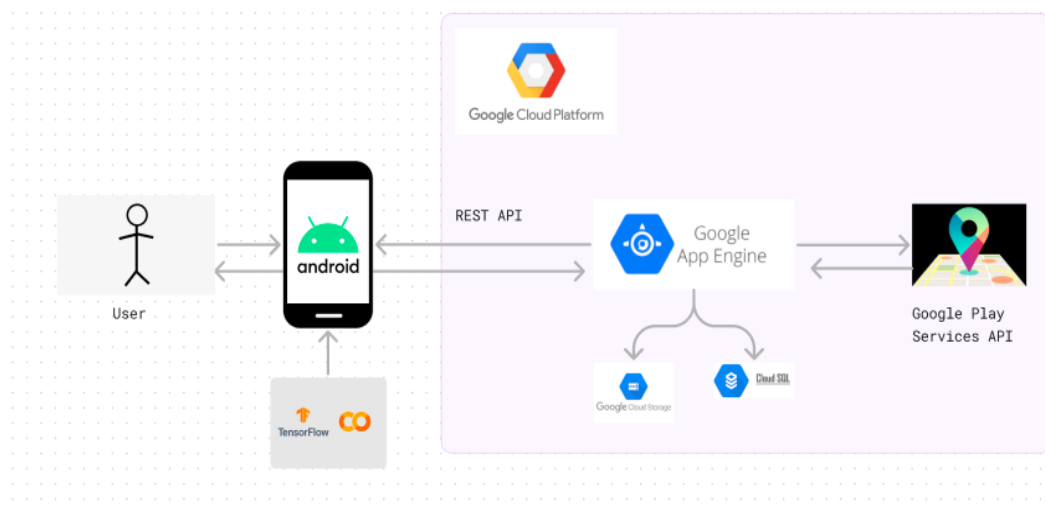 Google Cloud Platform
REST API
android
Google
App Engine
User
Google Play
Services API
Google Cloud Storage
Cloud SQL
TensorFlow